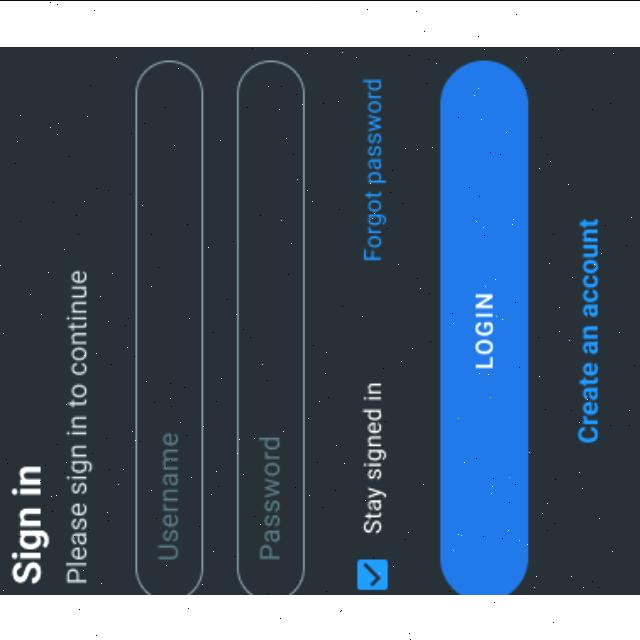 Sign in
Please sign in to continue
Username
Password
Stay signed in Forgot password
LOGIN
Create an account